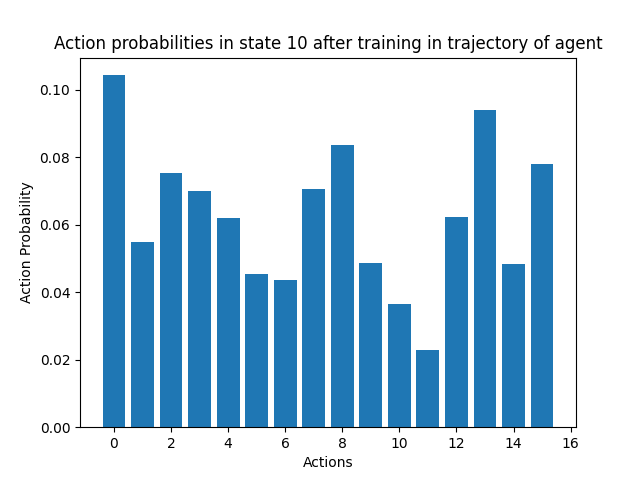 Action probabilities in state 10 after training in trajectory of agent
0.10
0.08
0.06
0.04
0.02
0.00
Action Probability
0 2 4 6 8 10 12 14 16
Actions